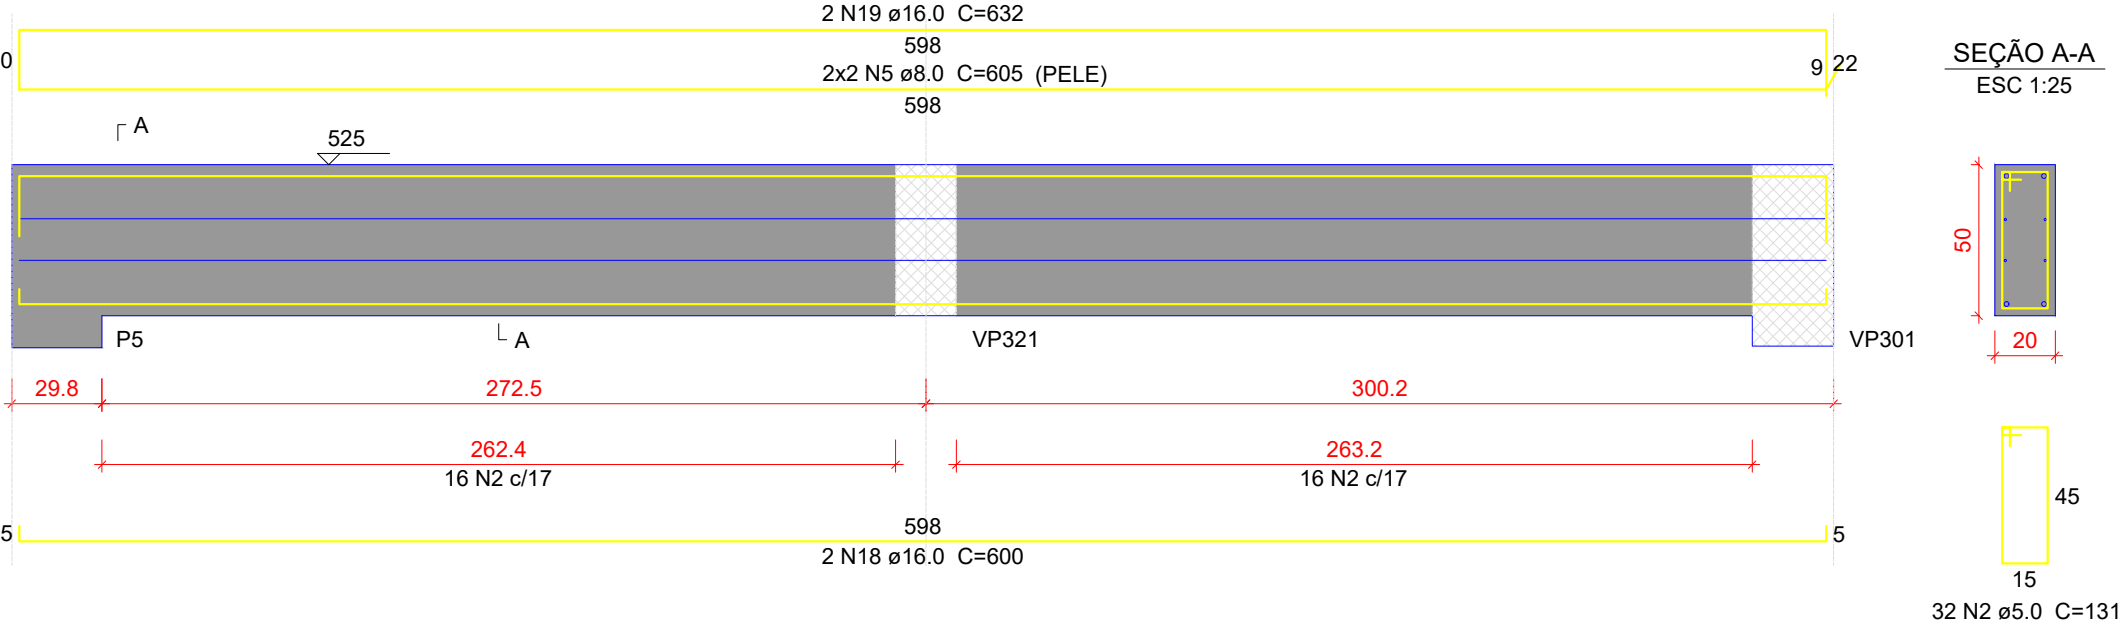 2 N19 ø16.0 C=632
0
598
2x2 N5 ø8.0 C=605 (PELE)
9
22
598
SEÇÃO A-A
ESC 1:25
A
525
50
P5
A
VP321
VP301
20
29.8
272.5
300.2
262.4
263.2
16 N2 c/17
16 N2 c/17
45
5
598
5
2 N18 ø16.0 C=600
15
32 N2 ø5.0 C=131